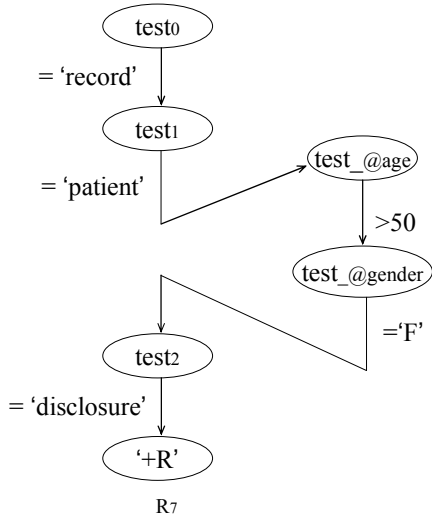 test0
= ‘record’
test1
= ‘patient’
test_@age
>50
test_@gender
=‘F’
test2
= ‘disclosure’
‘+R’
R7